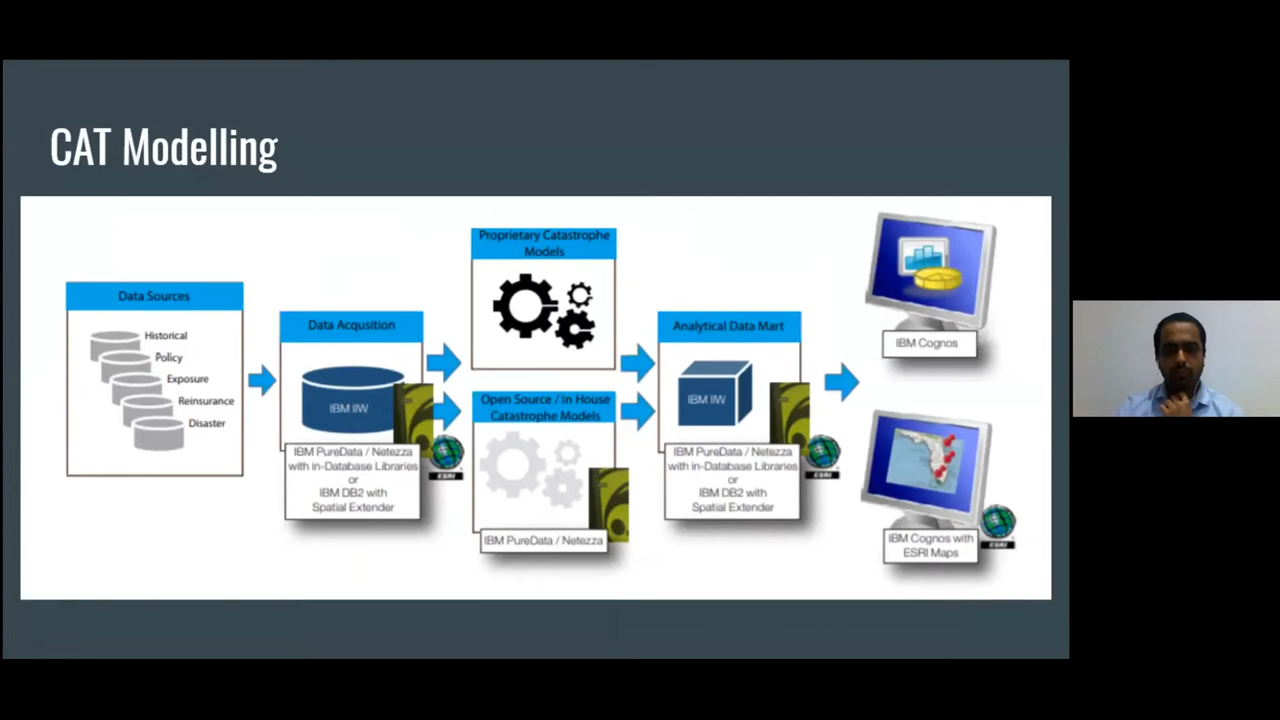 CAT Modelling
Data Sources
Historical
Policy
Exposure
Reinsurance
Disaster
Data Acqusition
IBM IIW
IBM PureData / Netezza
with in-Database Libraries
or
IBM DB2 with
Spatial Extender
ESRI
Proprietary Catastrophe
Models
Open Source / In House
Catastrophe Models
IBM PureData / Netezza
Analytical Data Mart
IBM IIW
IBM PureData / Netezza
with in-Database Libraries
or
IBM DB2 with
Spatial Extender
ESRI
IBM Cognos
IBM Cognos with
ESRI Maps
ESRI